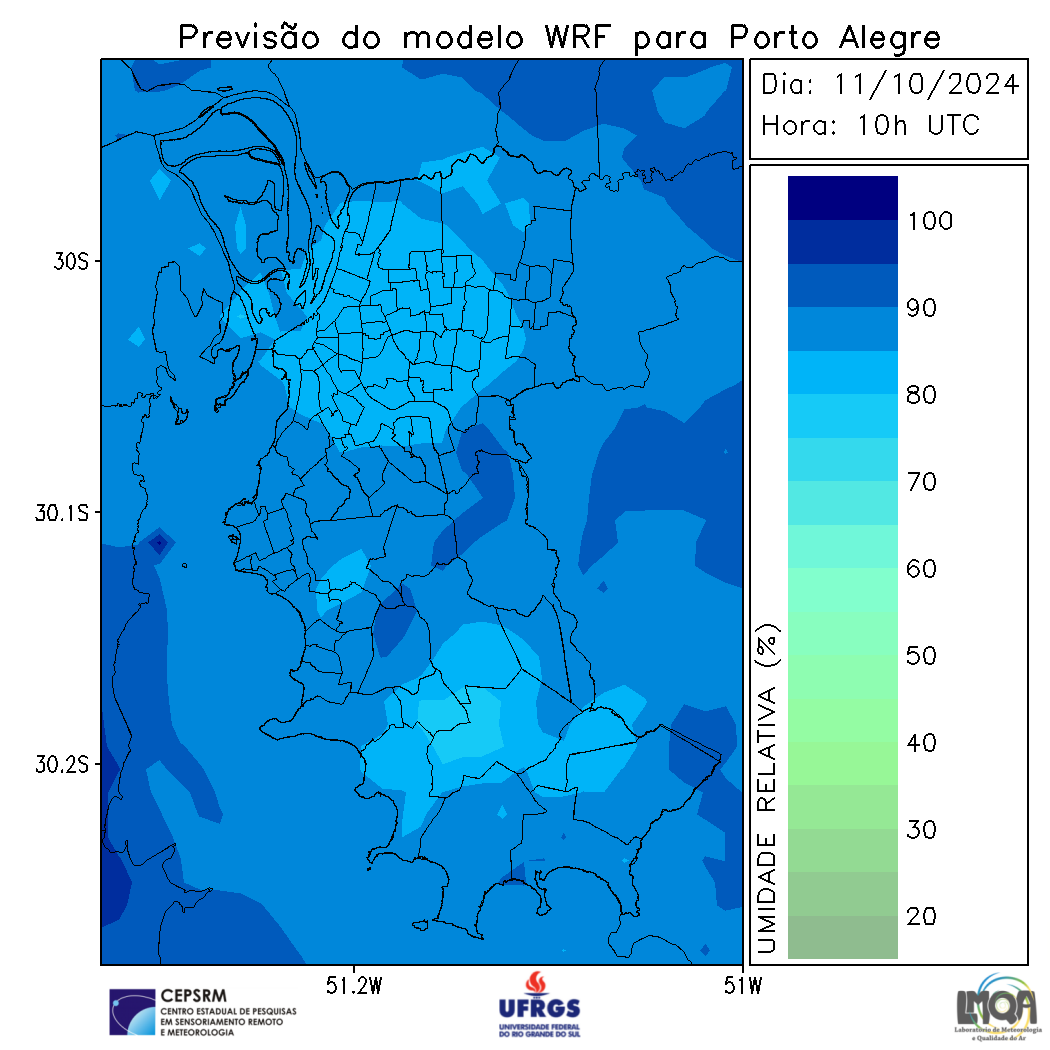 Previsão do modelo WRF para Porto Alegre
Dia: 11/10/2024
Hora: 10h UTC
100
90
80
70
60
50
40
30
20
UMIDADE RELATIVA (%)
30S
30.1S
30.2S
51.2W
51W
CEPSRM
CENTRO ESTADUAL DE PESQUISAS
EM SENSORIAMENTO REMOTO
E METEOROLOGIA
UFRGS
UNIVERSIDADE FEDERAL
DO RIO GRANDE DO SUL
LMQA
Laboratório de Meteorologia
e Qualidade do Ar